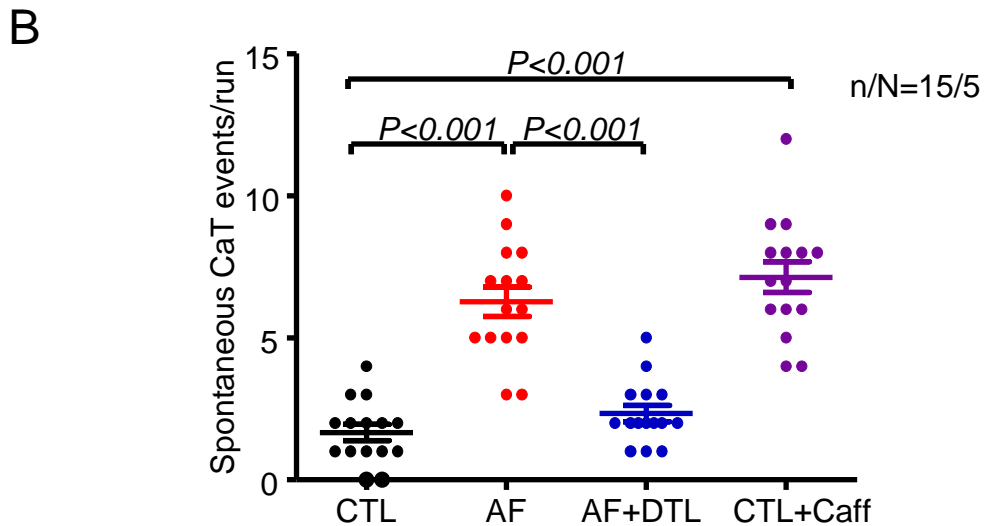 B
Spontaneous CaT events/run
15
10
5
0
P<0.001
P<0.001 P<0.001
n/N=15/5
CTL AF AF+DTL CTL+Caff